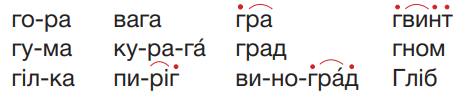 го-ра вага гра гвинт
гу-ма ку-ра-га́ град гном
гіл-ка пи-ріг ви-но-гра́д Гліб